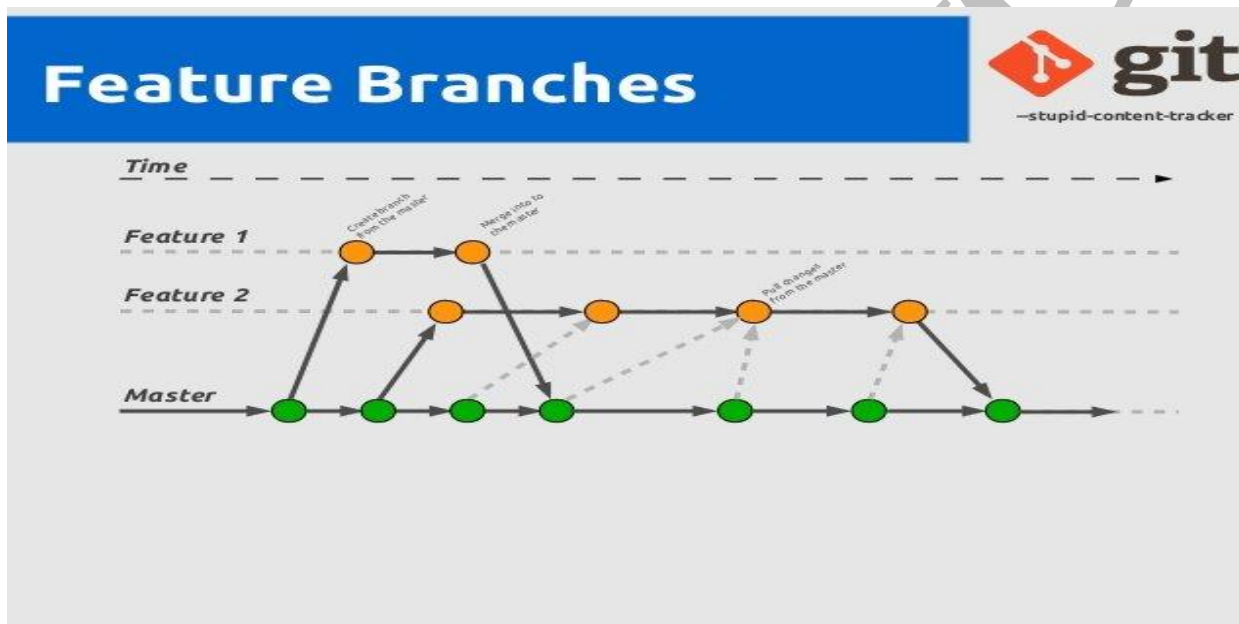 Feature Branches
git
--stupid-content-tracker
Time
Create branch
from the master
Merge into to
the master
Feature 1
Pull changes
from the master
Feature 2
Master